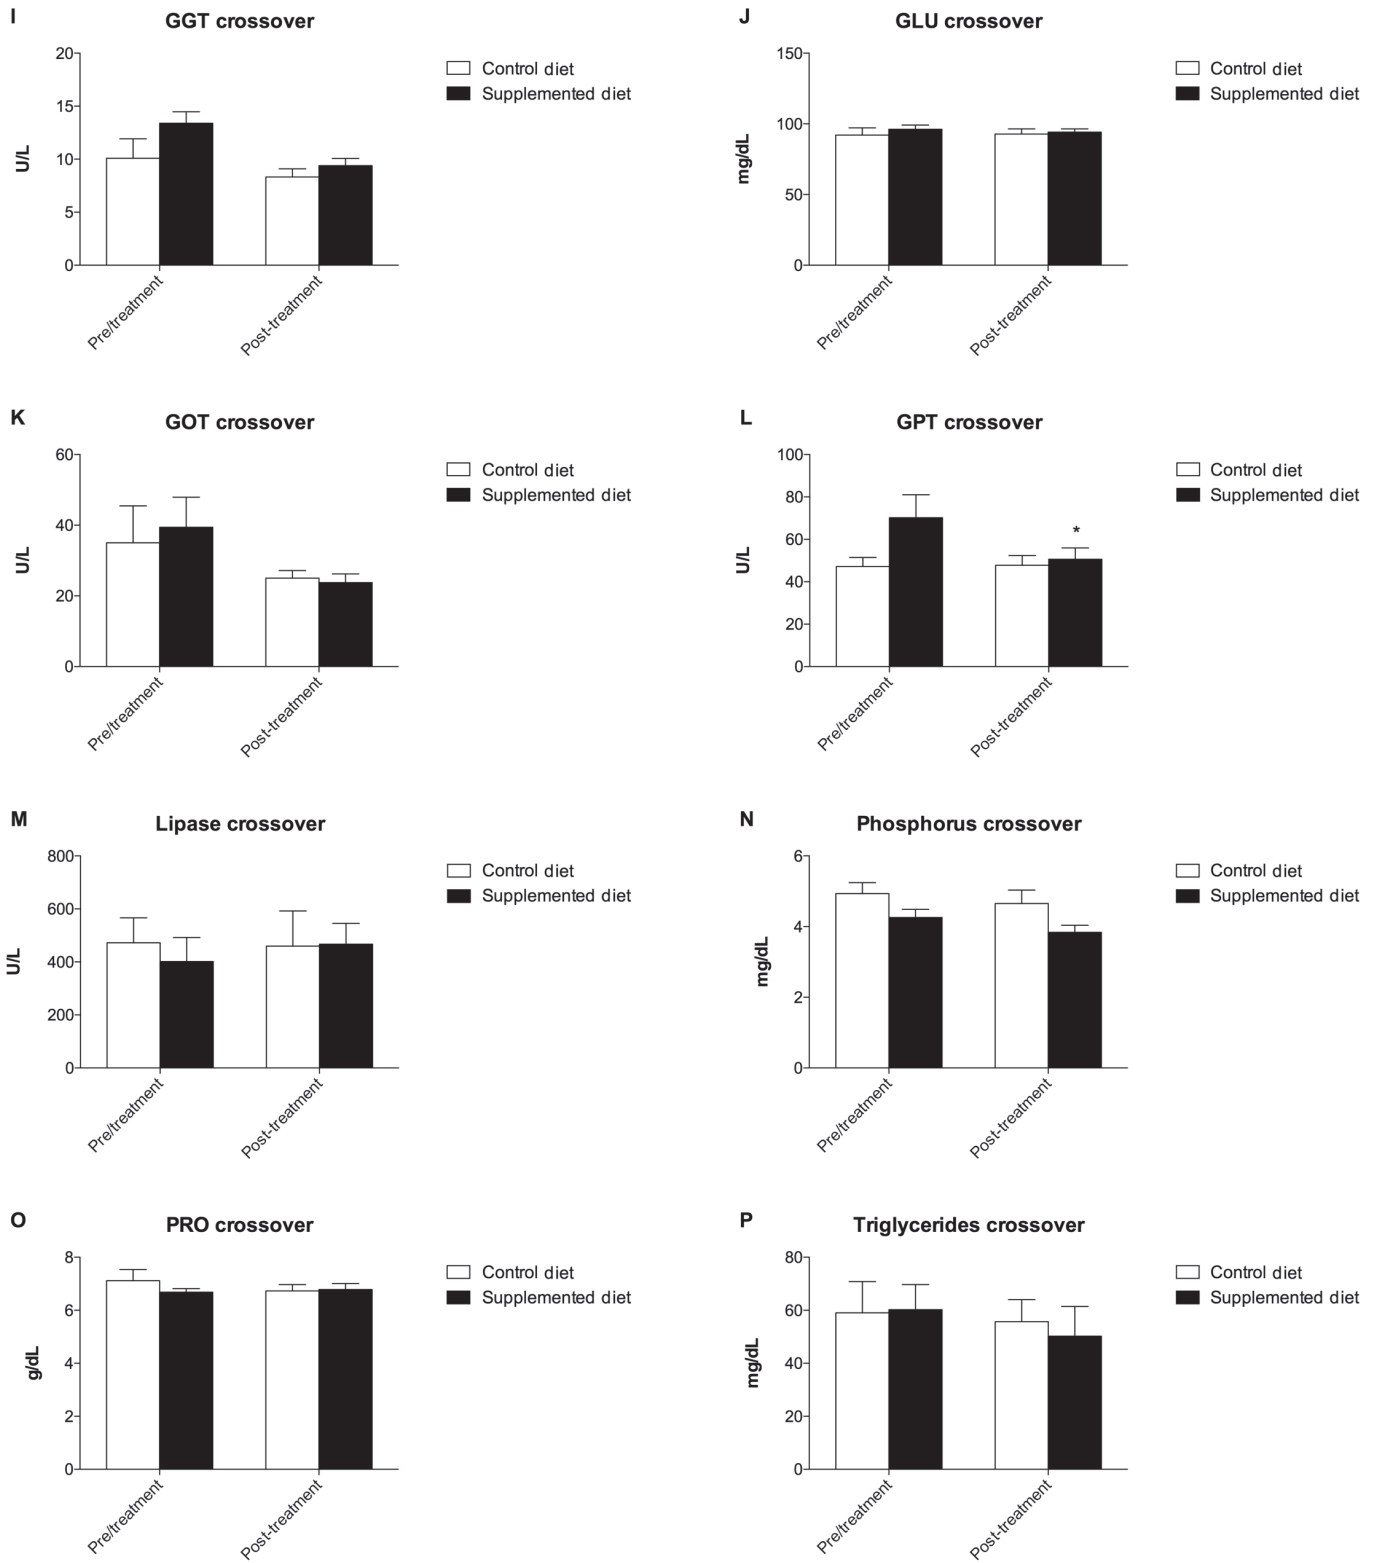 I
GGT crossover
20
15
10
5
0
U/L
Control diet
Supplemented diet
Pre/treatment
Post-treatment
J
GLU crossover
150
100
50
0
mg/dL
Control diet
Supplemented diet
Pre/treatment
Post-treatment
K
GOT crossover
60
40
20
0
U/L
Control diet
Supplemented diet
Pre/treatment
Post-treatment
L
GPT crossover
100
80
60
40
20
0
U/L
*
Control diet
Supplemented diet
Pre/treatment
Post-treatment
M
Lipase crossover
800
600
400
200
0
U/L
Control diet
Supplemented diet
Pre/treatment
Post-treatment
N
Phosphorus crossover
6
4
2
0
mg/dL
Control diet
Supplemented diet
Pre/treatment
Post-treatment
O
PRO crossover
8
6
4
2
0
g/dL
Control diet
Supplemented diet
Pre/treatment
Post-treatment
P
Triglycerides crossover
80
60
40
20
0
mg/dL
Control diet
Supplemented diet
Pre/treatment
Post-treatment